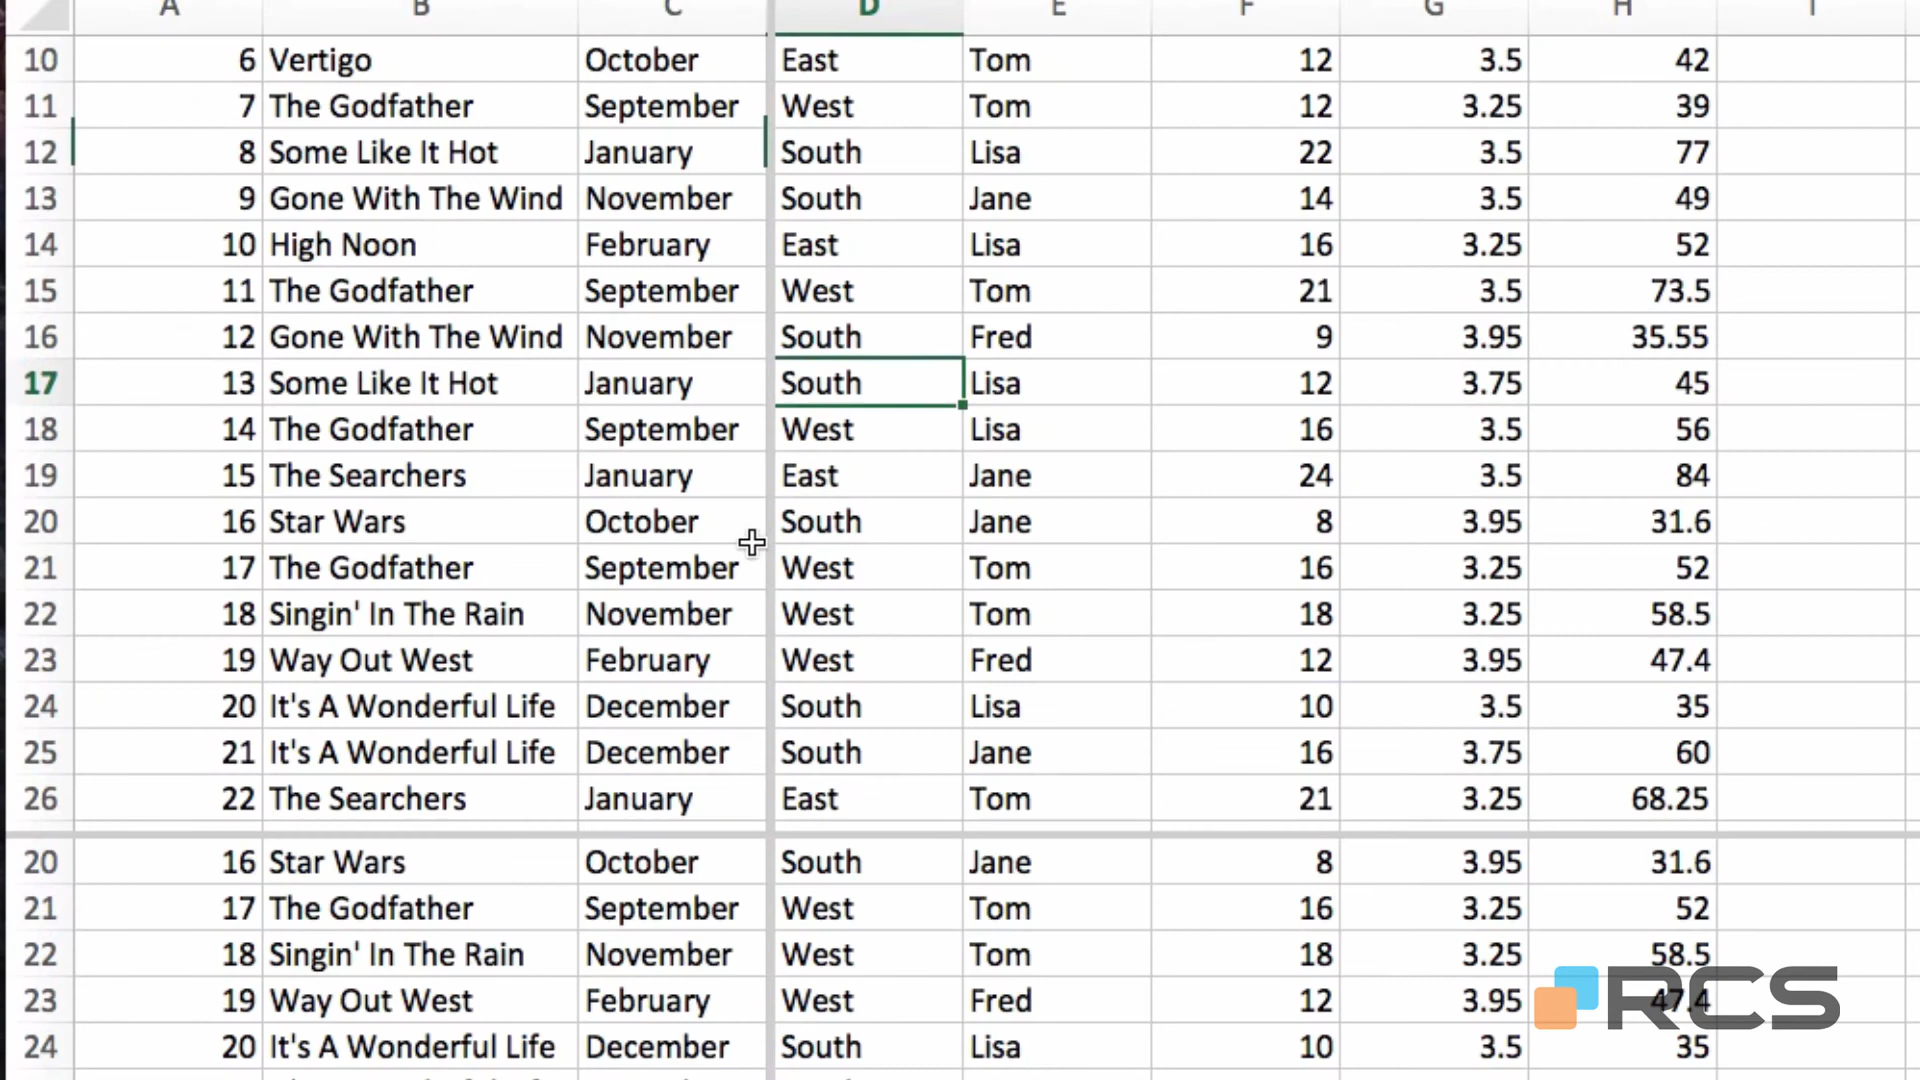 A B C D E F G H I
10 6 Vertigo October East Tom 12 3.5 42
11 7 The Godfather September West Tom 12 3.25 39
12 8 Some Like It Hot January South Lisa 22 3.5 77
13 9 Gone With The Wind November South Jane 14 3.5 49
14 10 High Noon February East Lisa 16 3.25 52
15 11 The Godfather September West Tom 21 3.5 73.5
16 12 Gone With The Wind November South Fred 9 3.95 35.55
17 13 Some Like It Hot January South Lisa 12 3.75 45
18 14 The Godfather September West Lisa 16 3.5 56
19 15 The Searchers January East Jane 24 3.5 84
20 16 Star Wars October South Jane 8 3.95 31.6
21 17 The Godfather September West Tom 16 3.25 52
22 18 Singin' In The Rain November West Tom 18 3.25 58.5
23 19 Way Out West February West Fred 12 3.95 47.4
24 20 It's A Wonderful Life December South Lisa 10 3.5 35
25 21 It's A Wonderful Life December South Jane 16 3.75 60
26 22 The Searchers January East Tom 21 3.25 68.25
20 16 Star Wars October South Jane 8 3.95 31.6
21 17 The Godfather September West Tom 16 3.25 52
22 18 Singin' In The Rain November West Tom 18 3.25 58.5
23 19 Way Out West February West Fred 12 3.95 47.4
24 20 It's A Wonderful Life December South Lisa 10 3.5 35
RCS